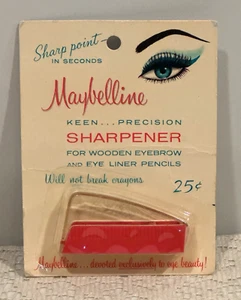 Sharp point—
IN SECONDS
Maybelline
KEEN...PRECISION
SHARPENER
FOR WOODEN EYEBROW
AND EYE LINER PENCILS
Will not break crayons
25¢
Maybelline...devoted exclusively to eye beauty!